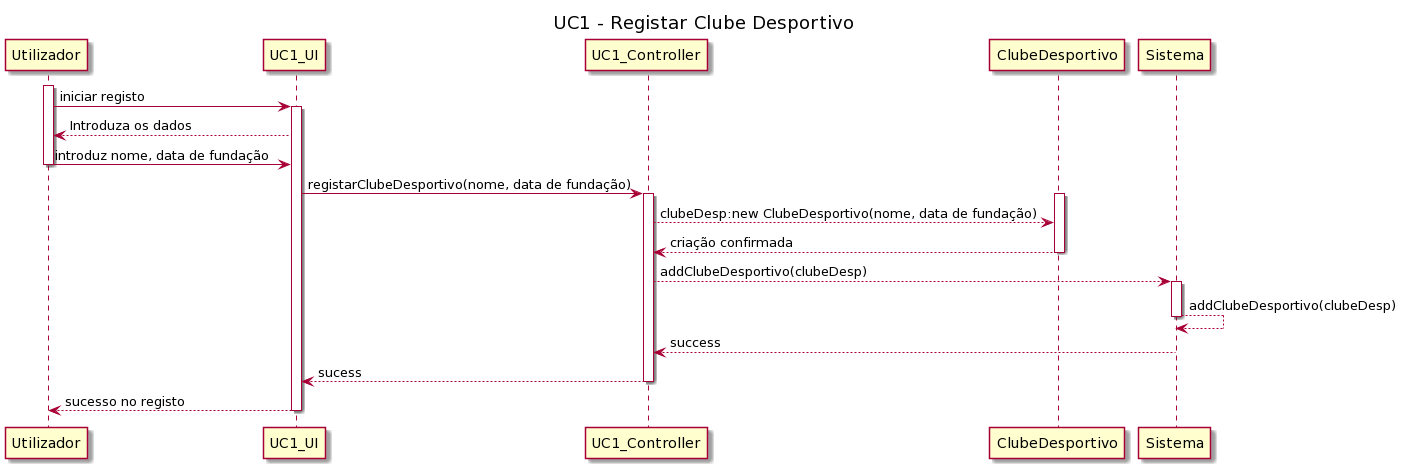 UC1 - Registar Clube Desportivo
Utilizador
UC1_UI
UC1_Controller
ClubeDesportivo
Sistema
iniciar registo
Introduza os dados
introduz nome, data de fundação
registarClubeDesportivo(nome, data de fundação)
clubeDesp:new ClubeDesportivo(nome, data de fundação)
criação confirmada
addClubeDesportivo(clubeDesp)
addClubeDesportivo(clubeDesp)
success
sucess
sucesso no registo
Utilizador
UC1_UI
UC1_Controller
ClubeDesportivo
Sistema